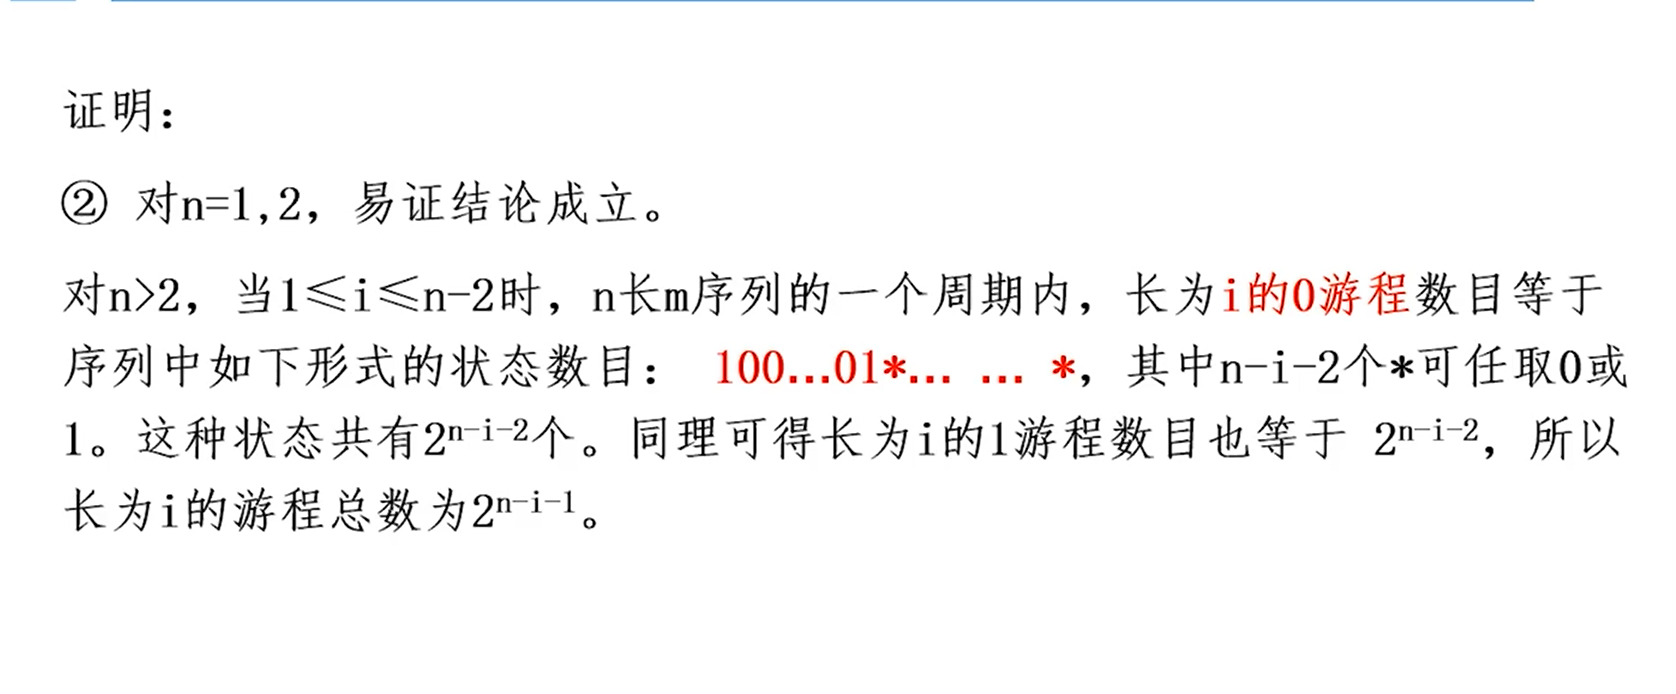 证明：
② 对n=1,2，易证结论成立。
对n>2，当1≤i≤n-2时，n长m序列的一个周期内，长为i的0游程数目等于
序列中如下形式的状态数目： 100…01*… … *，其中n-i-2个*可任取0或
1。这种状态共有2ⁿ⁻ⁱ⁻²个。同理可得长为i的1游程数目也等于 2ⁿ⁻ⁱ⁻²，所以
长为i的游程总数为2ⁿ⁻ⁱ⁻¹。